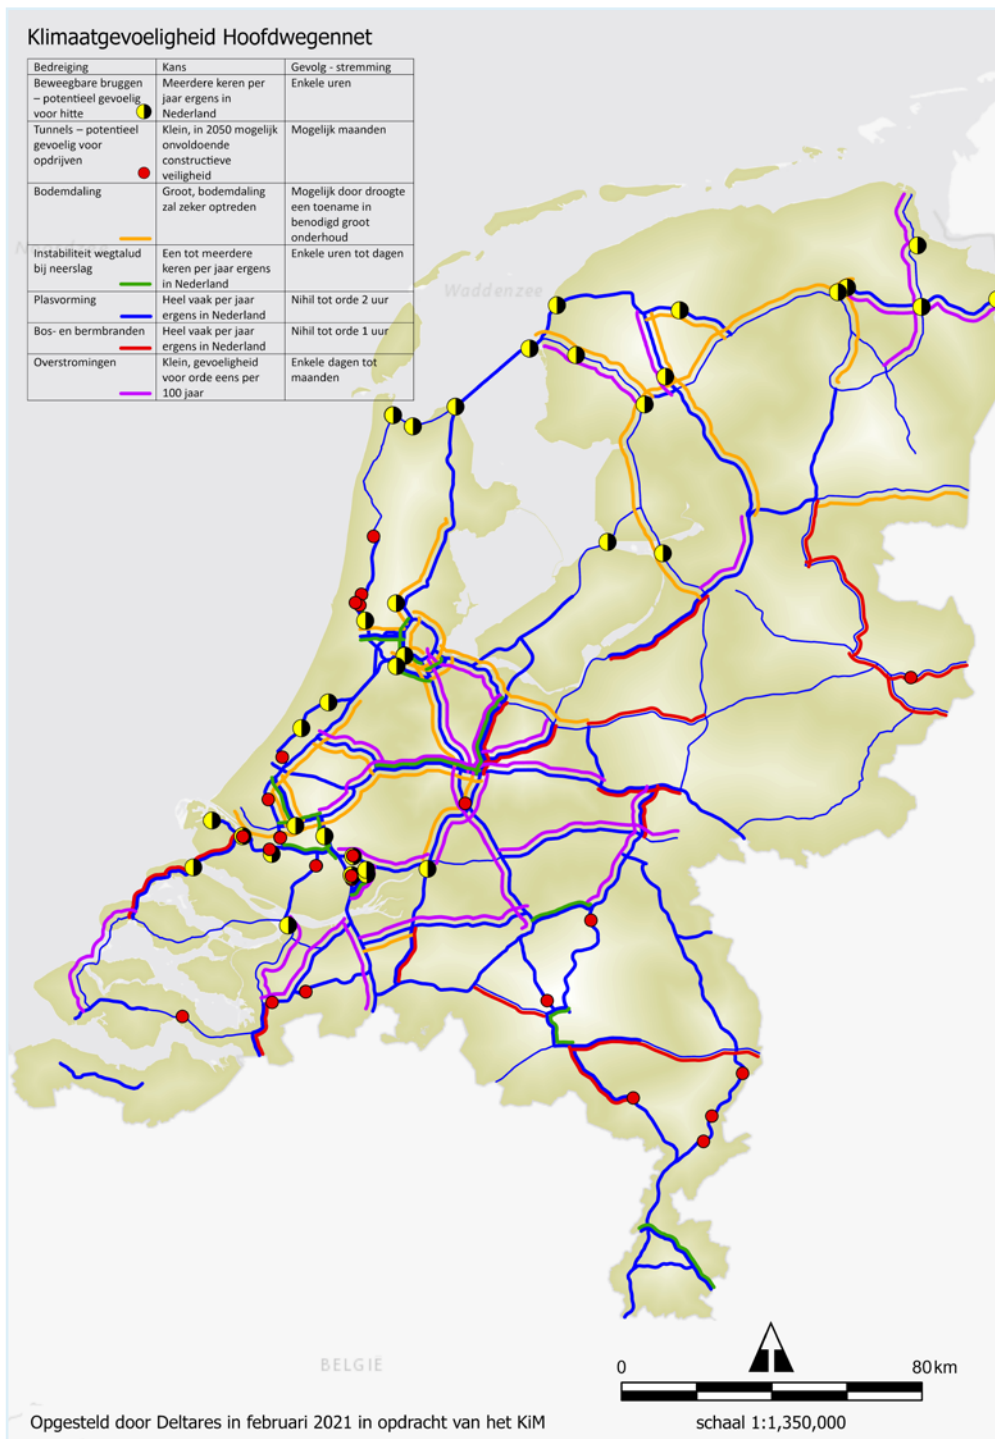 Klimaatgevoeligheid Hoofdwegennet
Bedreiging
Kans
Gevolg - stremming
Beweegbare bruggen
– potentieel gevoelig
voor hitte
Meerdere keren per
jaar ergens in
Nederland
Enkele uren
Tunnels – potentieel
gevoelig voor
opdrijven
Klein, in 2050 mogelijk
onvoldoende
constructieve
veiligheid
Mogelijk maanden
Bodemdaling
Groot, bodemdaling
zal zeker optreden
Mogelijk door droogte
een toename in
benodigd groot
onderhoud
Instabiliteit wegtalud
bij neerslag
Een tot meerdere
keren per jaar ergens
in Nederland
Enkele uren tot dagen
Plasvorming
Heel vaak per jaar
ergens in Nederland
Nihil tot orde 2 uur
Bos- en bermbranden
Heel vaak per jaar
ergens in Nederland
Nihil tot orde 1 uur
Overstromingen
Klein, gevoeligheid
voor orde eens per
100 jaar
Enkele dagen tot
maanden
Waddenzee
BELGIË
0
80 km
schaal 1:1,350,000
Opgesteld door Deltares in februari 2021 in opdracht van het KiM